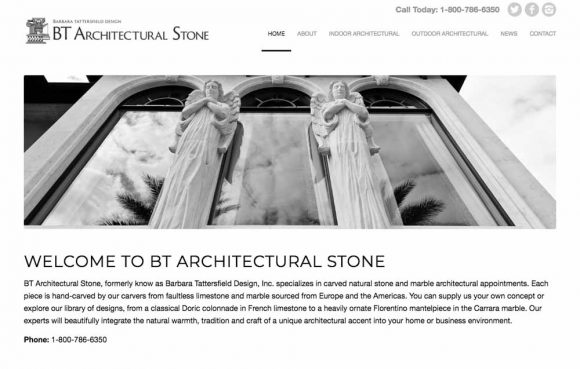 Call Today: 1-800-786-6350
BARBARA TATTERSFIELD DESIGN
BT ARCHITECTURAL STONE
HOME ABOUT INDOOR ARCHITECTURAL OUTDOOR ARCHITECTURAL NEWS CONTACT
WELCOME TO BT ARCHITECTURAL STONE
BT Architectural Stone, formerly know as Barbara Tattersfield Design, Inc. specializes in carved natural stone and marble architectural appointments. Each
piece is hand-carved by our carvers from faultless limestone and marble sourced from Europe and the Americas. You can supply us your own concept or
explore our library of designs, from a classical Doric colonnade in French limestone to a heavily ornate Florentino mantelpiece in the Carrara marble. Our
experts will beautifully integrate the natural warmth, tradition and craft of a unique architectural accent into your home or business environment.
Phone: 1-800-786-6350